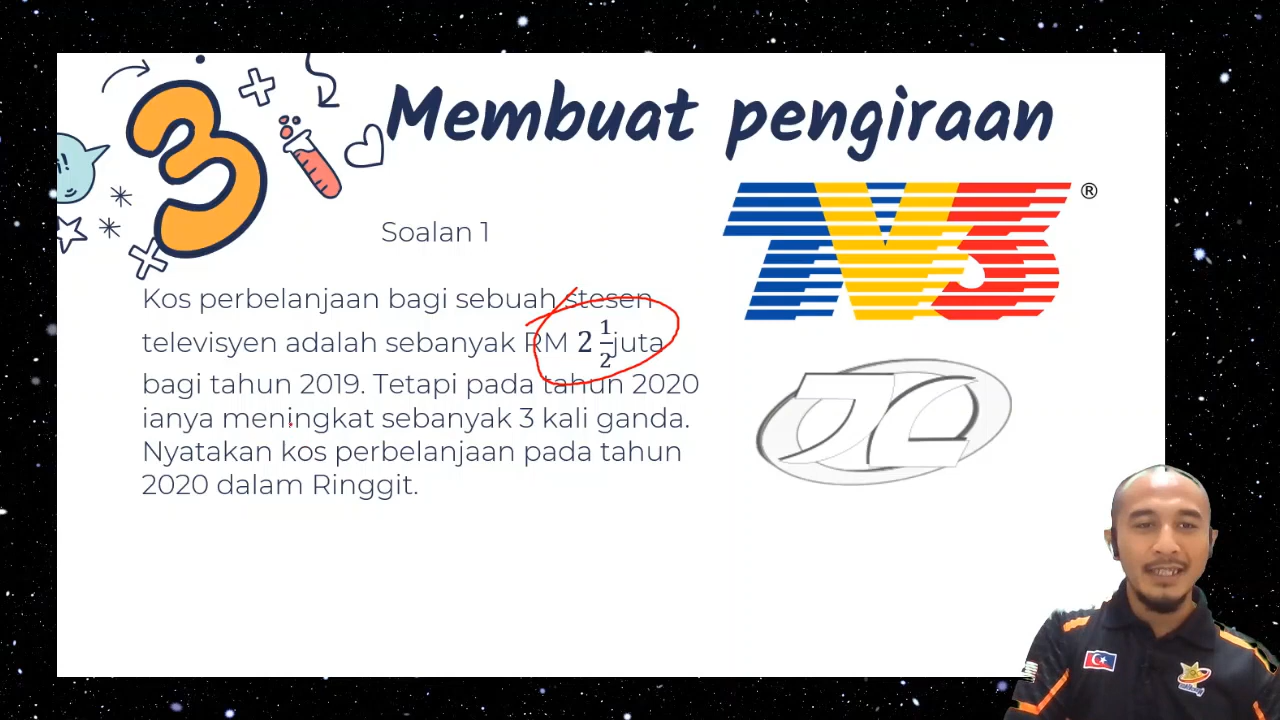 3
Membuat pengiraan
TV3 ®
Soalan 1
Kos perbelanjaan bagi sebuah stesen
televisyen adalah sebanyak RM 2 1/2 juta
bagi tahun 2019. Tetapi pada tahun 2020
ianya meningkat sebanyak 3 kali ganda.
Nyatakan kos perbelanjaan pada tahun
2020 dalam Ringgit.